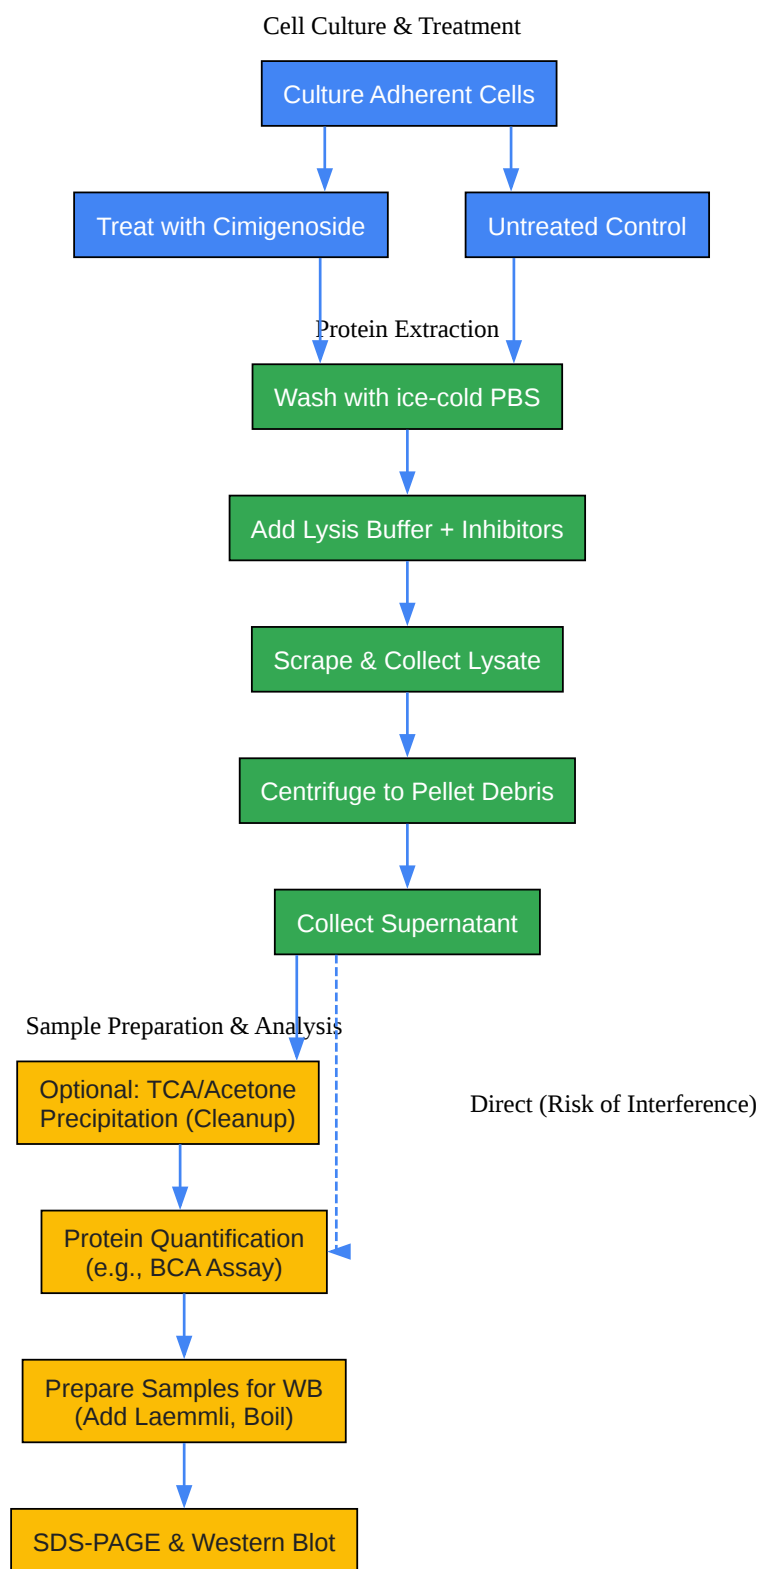 Cell Culture & Treatment
Culture Adherent Cells
Treat with Cimigenoside
Untreated Control
Protein Extraction
Wash with ice-cold PBS
Add Lysis Buffer + Inhibitors
Scrape & Collect Lysate
Centrifuge to Pellet Debris
Collect Supernatant
Sample Preparation & Analysis
Optional: TCA/Acetone
Precipitation (Cleanup)
Direct (Risk of Interference)
Protein Quantification
(e.g., BCA Assay)
Prepare Samples for WB
(Add Laemmli, Boil)
SDS-PAGE & Western Blot